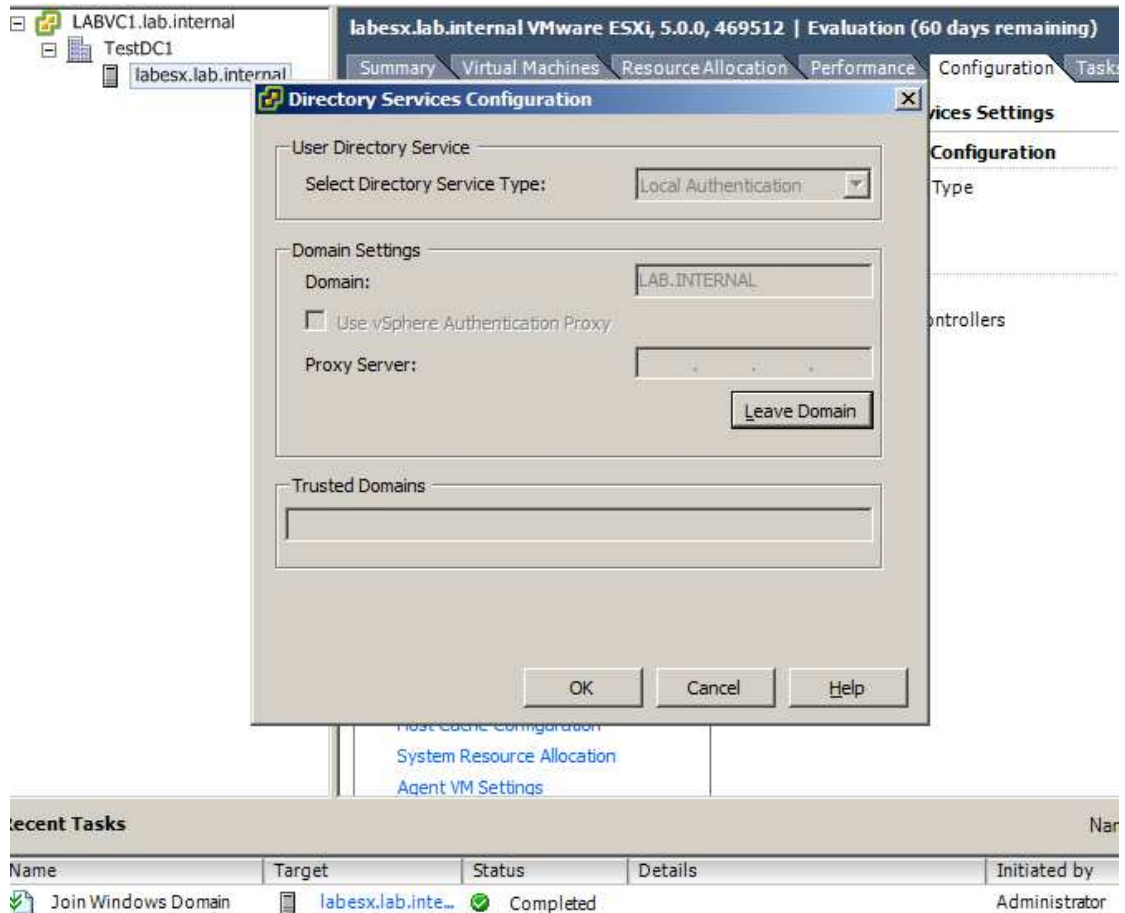 LABVC1.lab.internal
TestDC1
labesx.lab.internal
labesx.lab.internal VMware ESXi, 5.0.0, 469512 | Evaluation (60 days remaining)
Summary Virtual Machines Resource Allocation Performance Configuration Tasks
Directory Services Configuration
User Directory Service
Select Directory Service Type: Local Authentication
Domain Settings
Domain: LAB.INTERNAL
Use vSphere Authentication Proxy
Proxy Server: . . .
Leave Domain
Trusted Domains
OK Cancel Help
vices Settings
Configuration
Type
ontrollers
Host Cache Configuration
System Resource Allocation
Agent VM Settings
ecent Tasks Nar
Name Target Status Details Initiated by
Join Windows Domain labesx.lab.inte... Completed Administrator